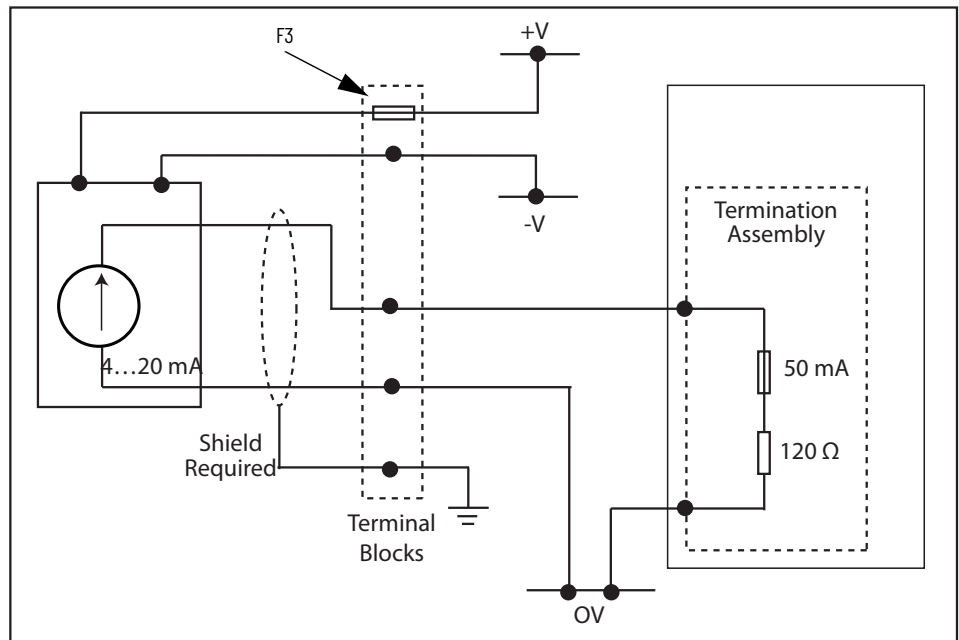 F3
+V
-V
Termination
Assembly
4…20 mA
50 mA
120 Ω
Shield
Required
Terminal
Blocks
OV